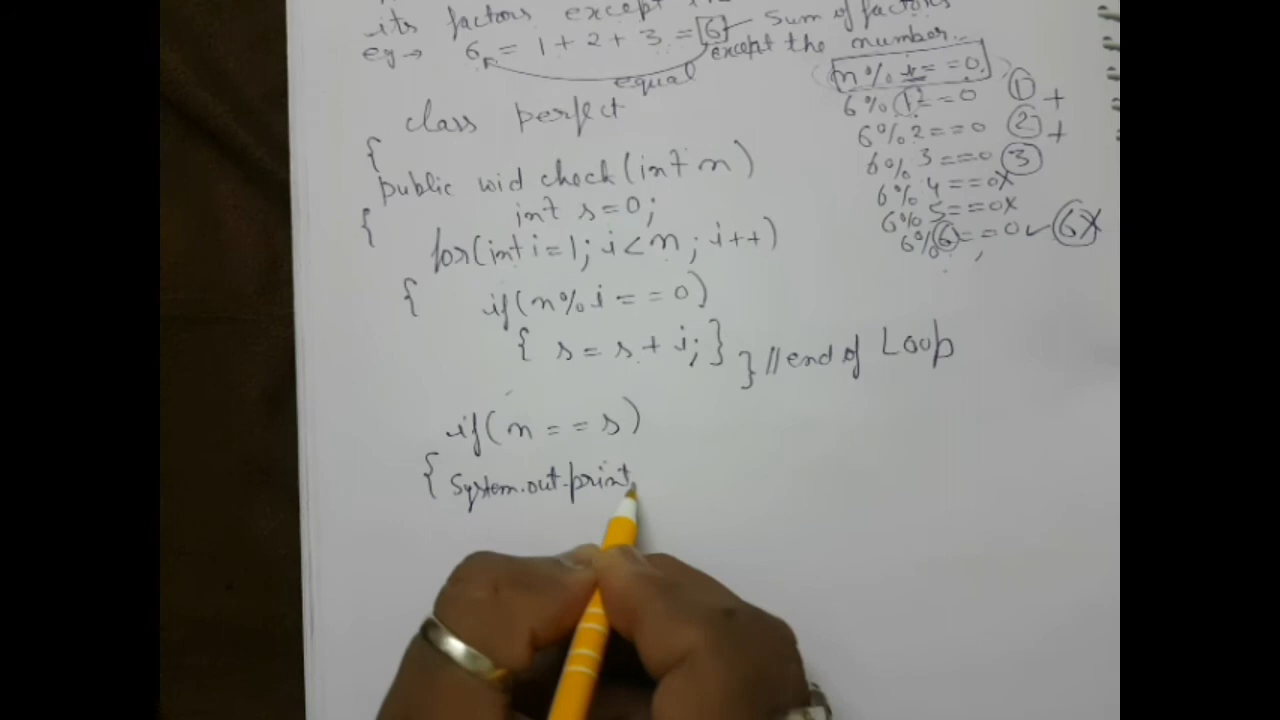 its factors except
eg → 6 = 1 + 2 + 3 = 6 Sum of factors
except the number.
equal
n % i = = 0
6 % 1 = = 0 1 +
6 % 2 = = 0 2 +
6 % 3 = = 0 3
6 % 4 = = 0 X
6 % 5 = = 0 X
6 % 6 = = 0 ✓ 6 X
class perfect
{
public void check(int n)
{ int s=0;
for(int i=1; i<n; i++)
{ if(n % i = = 0)
{ s = s + i; } } //end of Loop
if(n = = s)
{ System.out.print